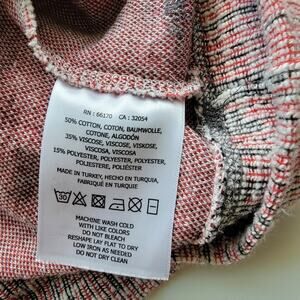 RN : 66170 CA : 32054
50% COTTON, COTON, BAUMWOLLE,
COTONE, ALGODÓN
35% VISCOSE, VISCOSE, VISKOSE,
VISCOSA, VISCOSA
15% POLYESTER, POLYESTER, POLYESTER,
POLIESTERE, POLIÉSTER
MADE IN TURKEY, HECHO EN TURQUIA,
FABRIQUÉ EN TURQUIE
30
MACHINE WASH COLD
WITH LIKE COLORS
DO NOT BLEACH
RESHAPE LAY FLAT TO DRY
LOW IRON AS NEEDED
DO NOT DRY CLEAN